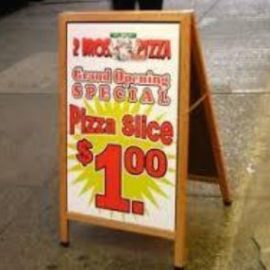 2 BROS. PIZZA
Grand Opening
SPECIAL
Pizza Slice
$1.00